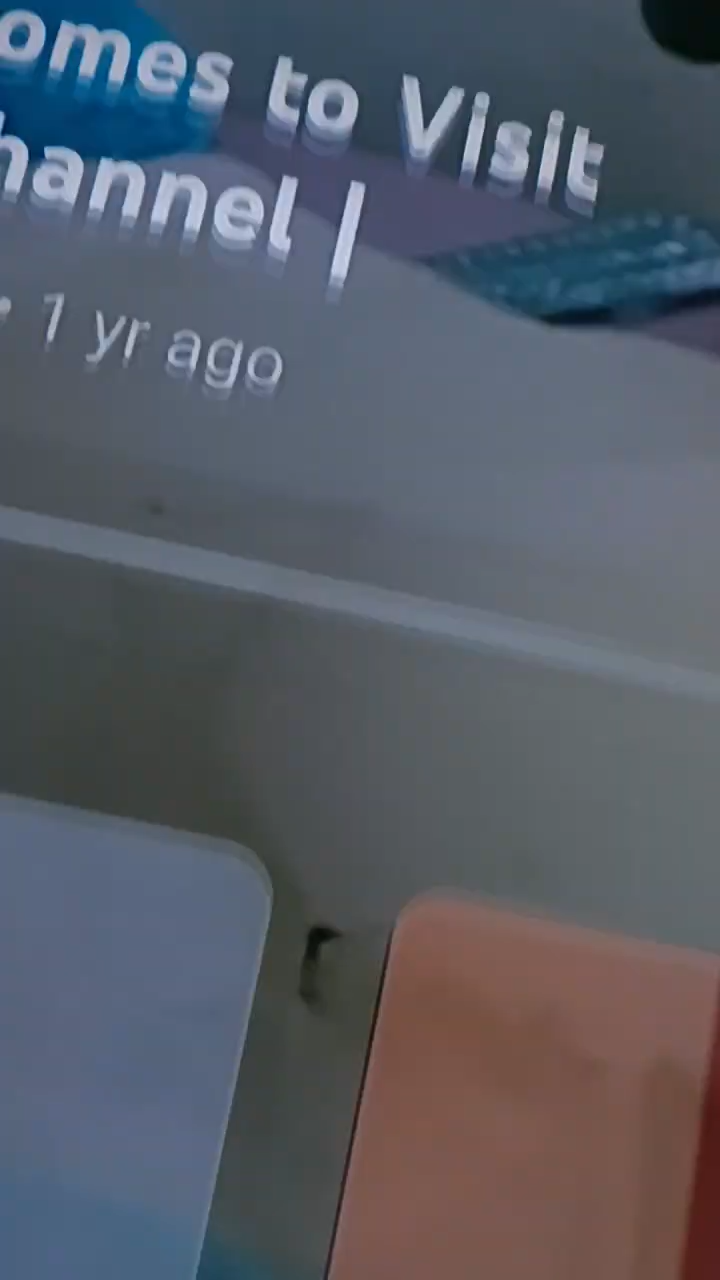 omes to Visit
hannel |
• 1 yr ago